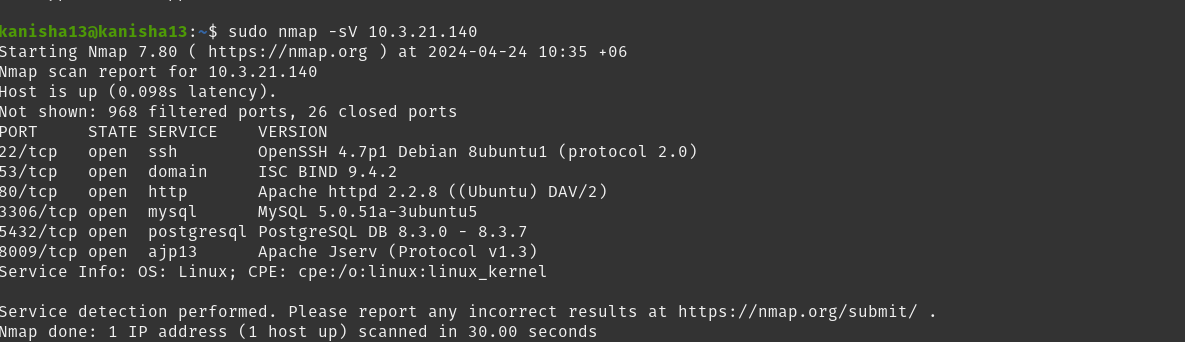 kanisha13@kanisha13:~$ sudo nmap -sV 10.3.21.140
Starting Nmap 7.80 ( https://nmap.org ) at 2024-04-24 10:35 +06
Nmap scan report for 10.3.21.140
Host is up (0.098s latency).
Not shown: 968 filtered ports, 26 closed ports
PORT     STATE SERVICE    VERSION
22/tcp   open  ssh        OpenSSH 4.7p1 Debian 8ubuntu1 (protocol 2.0)
53/tcp   open  domain     ISC BIND 9.4.2
80/tcp   open  http       Apache httpd 2.2.8 ((Ubuntu) DAV/2)
3306/tcp open  mysql      MySQL 5.0.51a-3ubuntu5
5432/tcp open  postgresql PostgreSQL DB 8.3.0 - 8.3.7
8009/tcp open  ajp13      Apache Jserv (Protocol v1.3)
Service Info: OS: Linux; CPE: cpe:/o:linux:linux_kernel
Service detection performed. Please report any incorrect results at https://nmap.org/submit/ .
Nmap done: 1 IP address (1 host up) scanned in 30.00 seconds